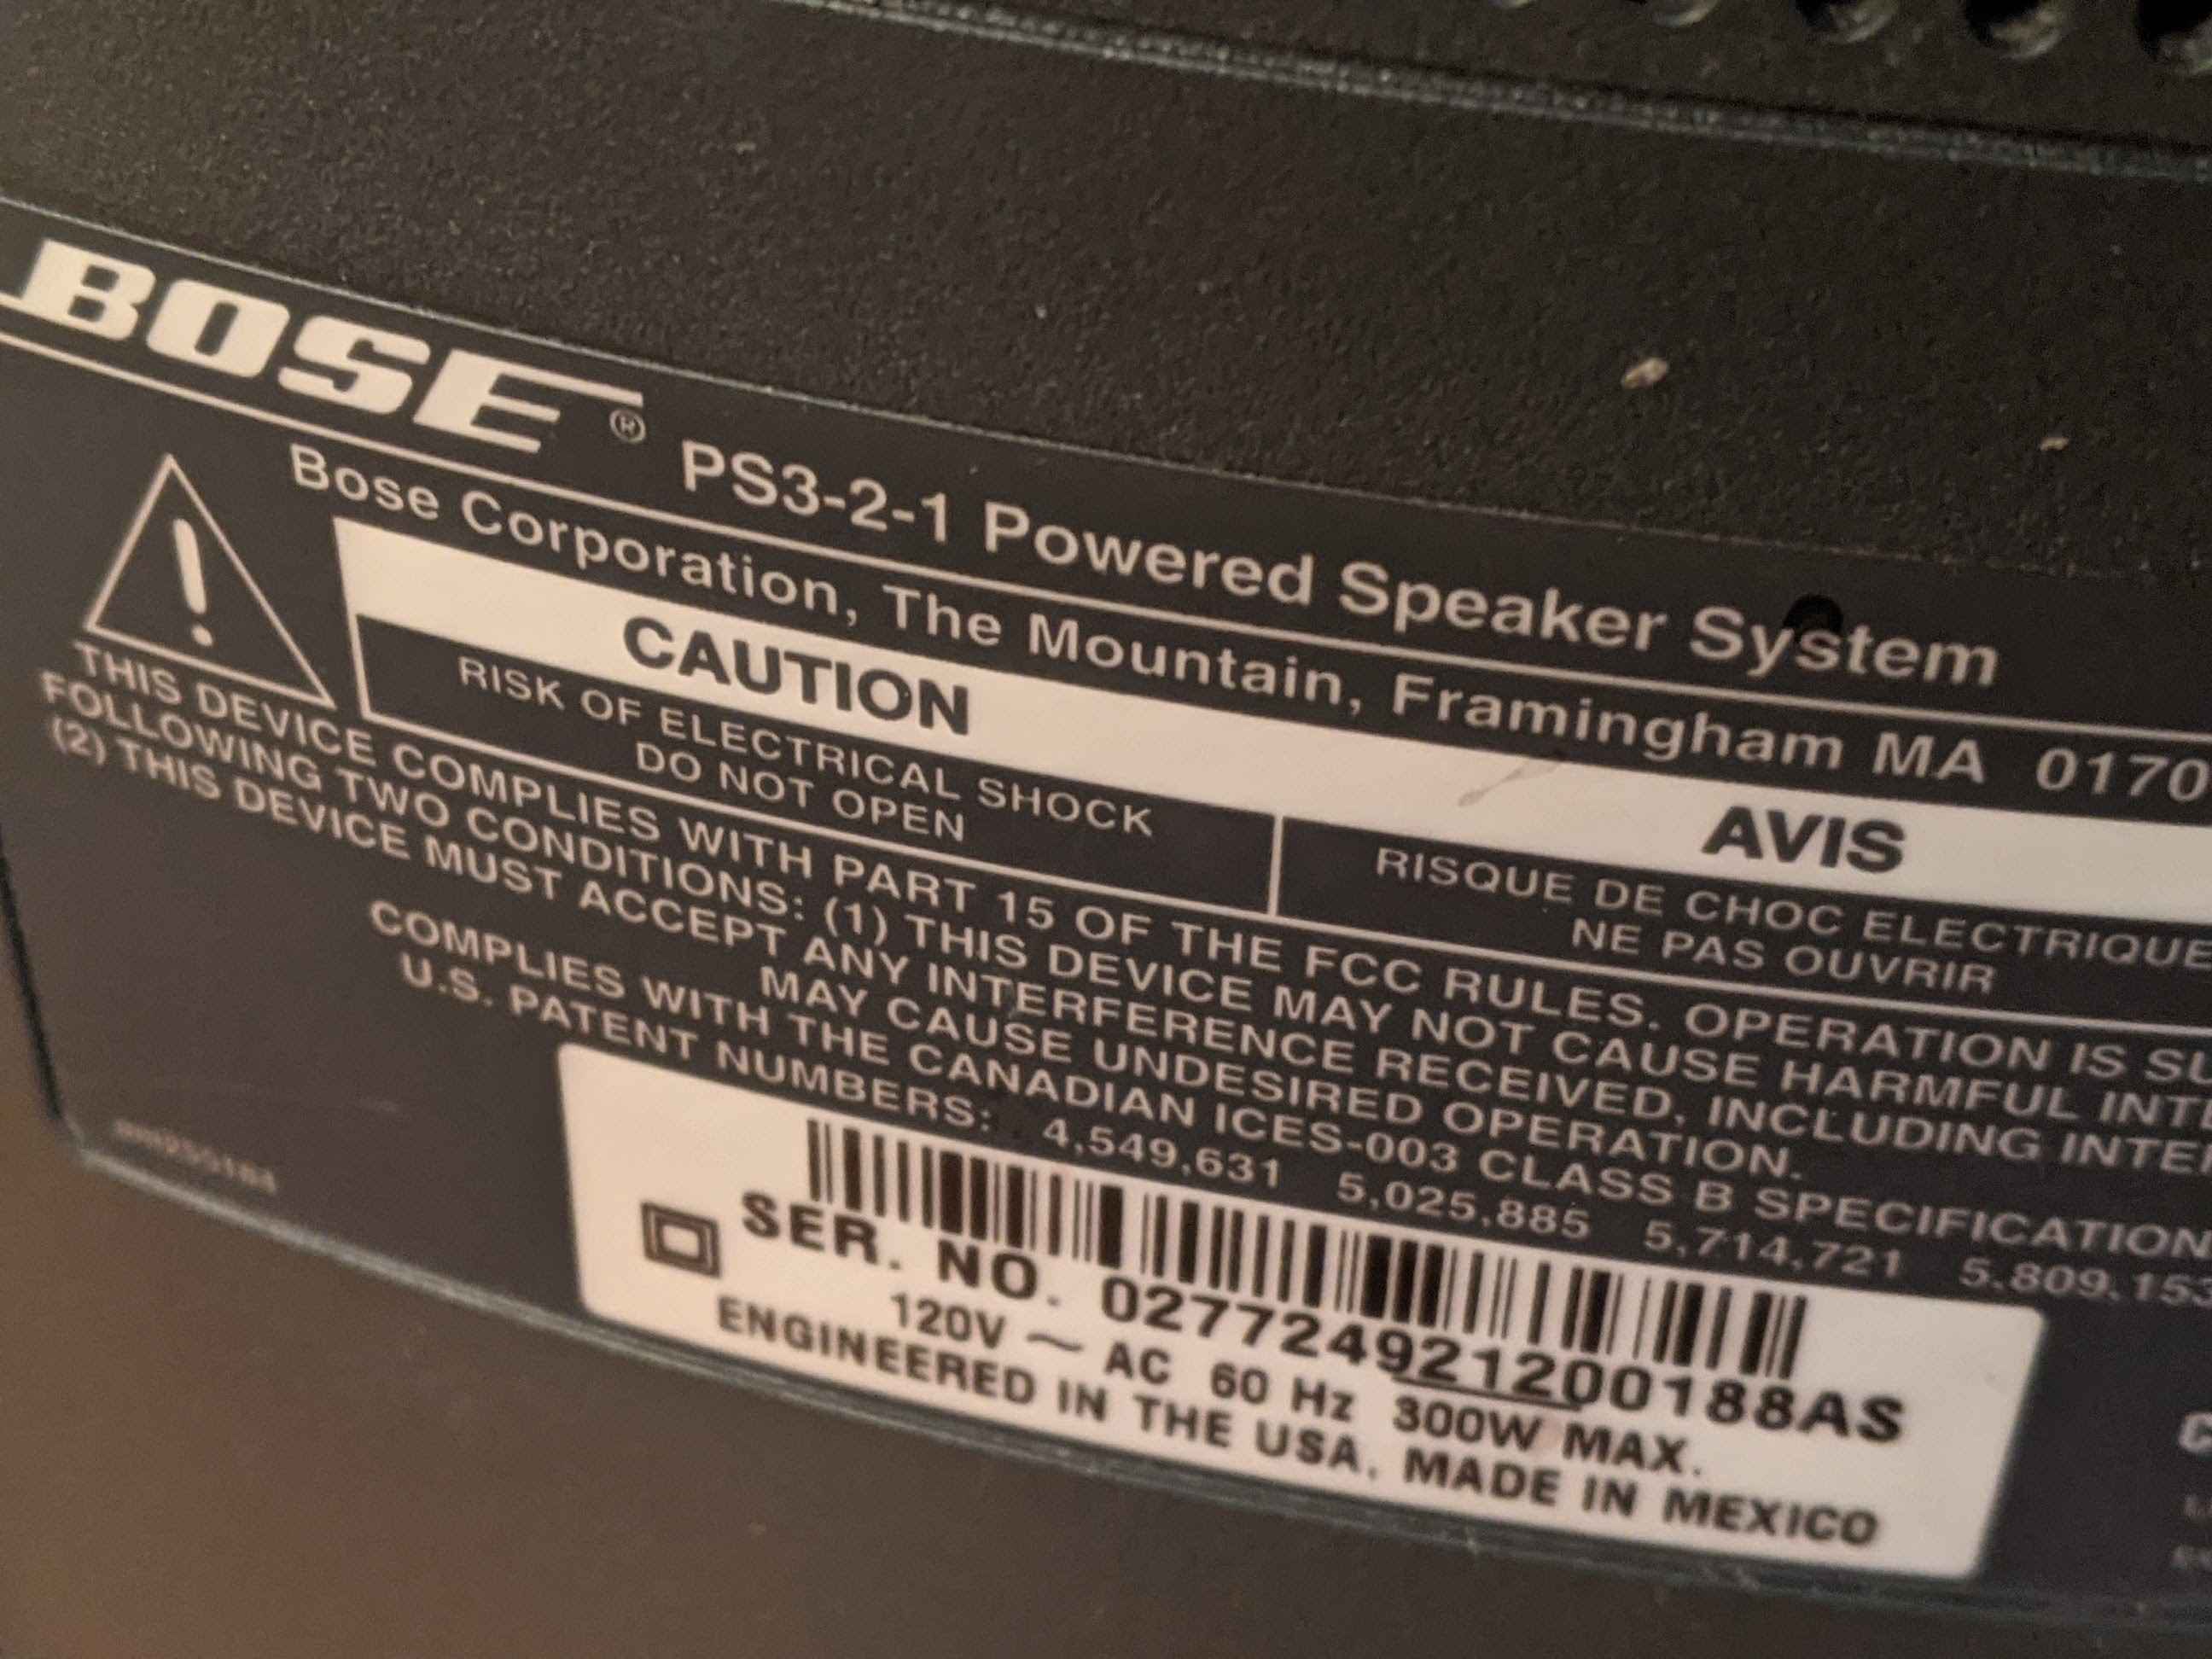 BOSE® PS3-2-1 Powered Speaker System
Bose Corporation, The Mountain, Framingham MA 0170
!
CAUTION
RISK OF ELECTRICAL SHOCK
DO NOT OPEN
AVIS
RISQUE DE CHOC ELECTRIQUE
NE PAS OUVRIR
THIS DEVICE COMPLIES WITH PART 15 OF THE FCC RULES. OPERATION IS SU
FOLLOWING TWO CONDITIONS: (1) THIS DEVICE MAY NOT CAUSE HARMFUL INT
(2) THIS DEVICE MUST ACCEPT ANY INTERFERENCE RECEIVED, INCLUDING INTE
MAY CAUSE UNDESIRED OPERATION.
COMPLIES WITH THE CANADIAN ICES-003 CLASS B SPECIFICATION
U.S. PATENT NUMBERS: 4,549,631 5,025,885 5,714,721 5,809,153
SER. NO. 027724921200188AS
120V ~ AC 60 Hz 300W MAX.
ENGINEERED IN THE USA, MADE IN MEXICO